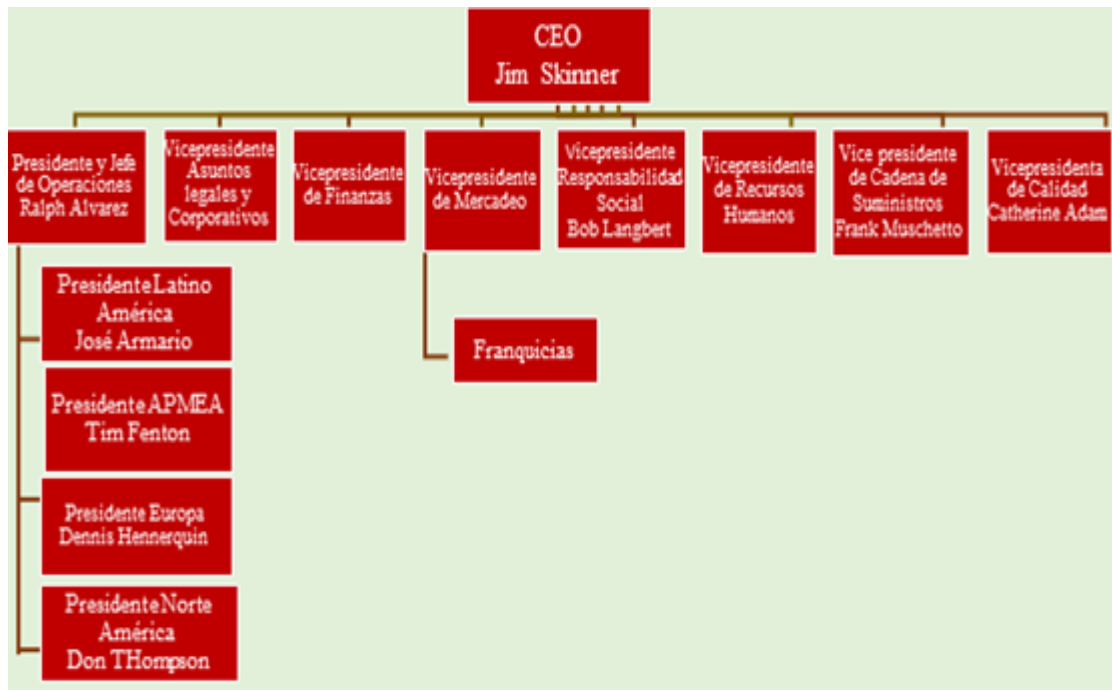 CEO
Jim Skinner
Presidente y Jefe
de Operaciones
Ralph Alvarez
Vicepresidente
Asuntos
legales y
Corporativos
Vicepresidente
de Finanzas
Vicepresidente
de Mercadeo
Vicepresidente
Responsabilidad
Social
Bob Langbert
Vicepresidente
de Recursos
Humanos
Vice presidente
de Cadena de
Suministros
Frank Muschetto
Vicepresidenta
de Calidad
Catherine Adam
Presidente Latino
América
José Armario
Presidente APMEA
Tim Fenton
Presidente Europa
Dennis Hennerquin
Presidente Norte
América
Don THompson
Franquicias